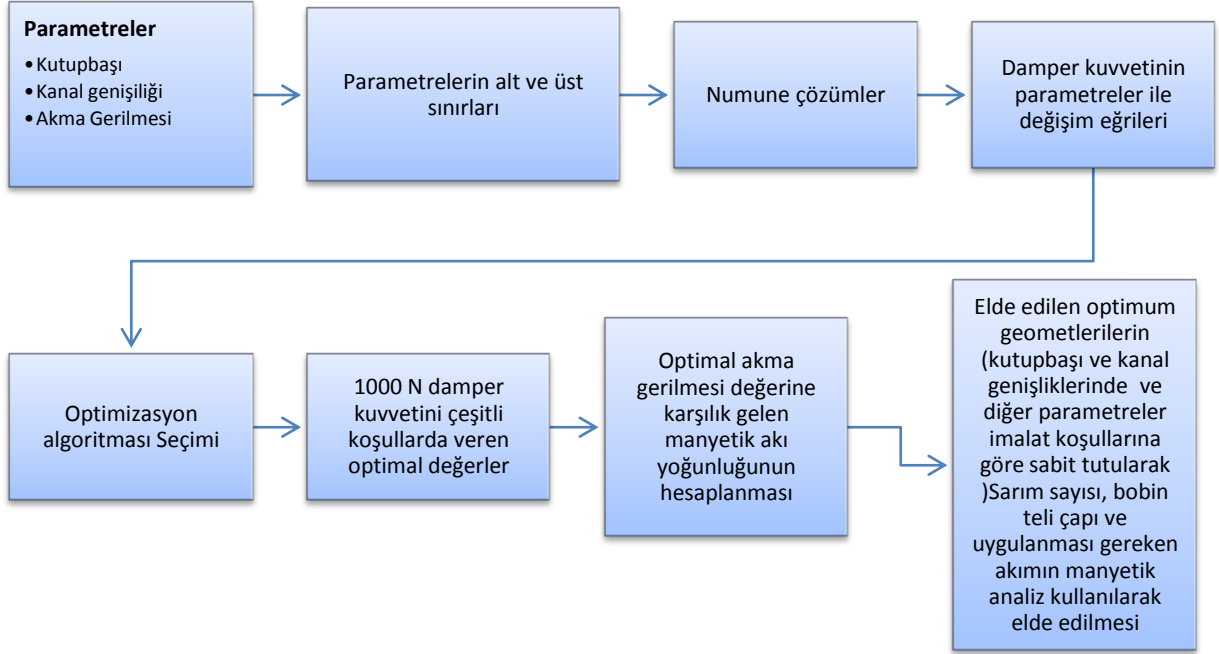 Parametreler
•Kutupbaşı
•Kanal genişiliği
•Akma Gerilmesi
Parametrelerin alt ve üst
sınırları
Numune çözümler
Damper kuvvetinin
parametreler ile
değişim eğrileri
Optimizasyon
algoritması Seçimi
1000 N damper
kuvvetini çeşitli
koşullarda veren
optimal değerler
Optimal akma
gerilmesi değerine
karşılık gelen
manyetik akı
yoğunluğunun
hesaplanması
Elde edilen optimum
geometlerilerin
(kutupbaşı ve kanal
genişliklerinde ve
diğer parametreler
imalat koşullarına
göre sabit tutularak
)Sarım sayısı, bobin
teli çapı ve
uygulanması gereken
akımın manyetik
analiz kullanılarak
elde edilmesi